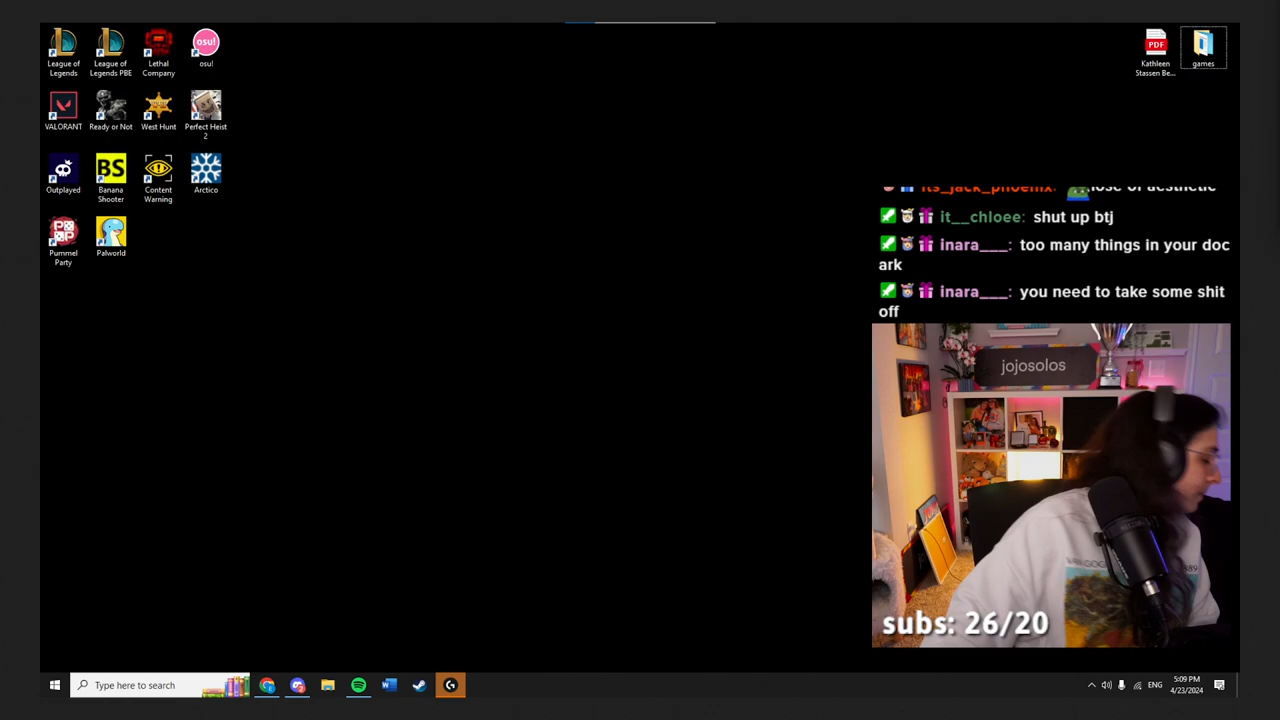 League of
Legends
League of
Legends PBE
Lethal
Company
osu!
osu!
VALORANT
Ready or Not
West Hunt
Perfect Heist
2
Outplayed
BS
Banana
Shooter
Content
Warning
Arctico
Pummel
Party
Palworld
PDF
Kathleen
Stassen Be...
games
its_jack_phoenix: of aesthetic
it__chloee: shut up btj
inara___: too many things in your doc
ark
inara___: you need to take some shit
off
jojosolos
subs: 26/20
Type here to search
ENG
5:09 PM
4/23/2024